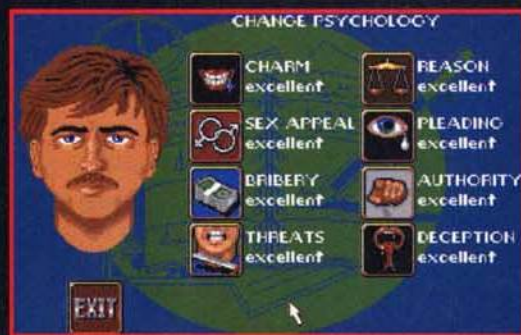 CHANGE PSYCHOLOGY
CHARM
excellent
REASON
excellent
SEX APPEAL
excellent
PLEADING
excellent
BRIBERY
excellent
AUTHORITY
excellent
THREATS
excellent
DECEPTION
excellent
EXIT